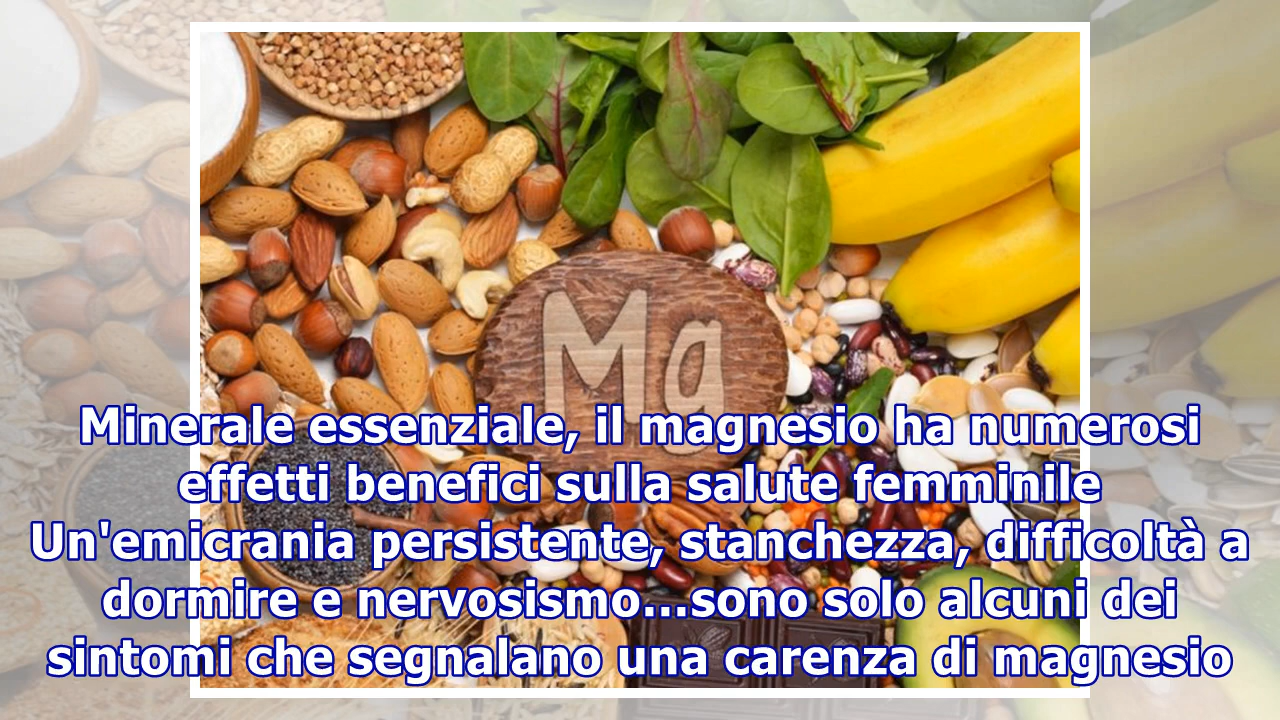 Mg
Minerale essenziale, il magnesio ha numerosi
effetti benefici sulla salute femminile
Un'emicrania persistente, stanchezza, difficoltà a
dormire e nervosismo...sono solo alcuni dei
sintomi che segnalano una carenza di magnesio